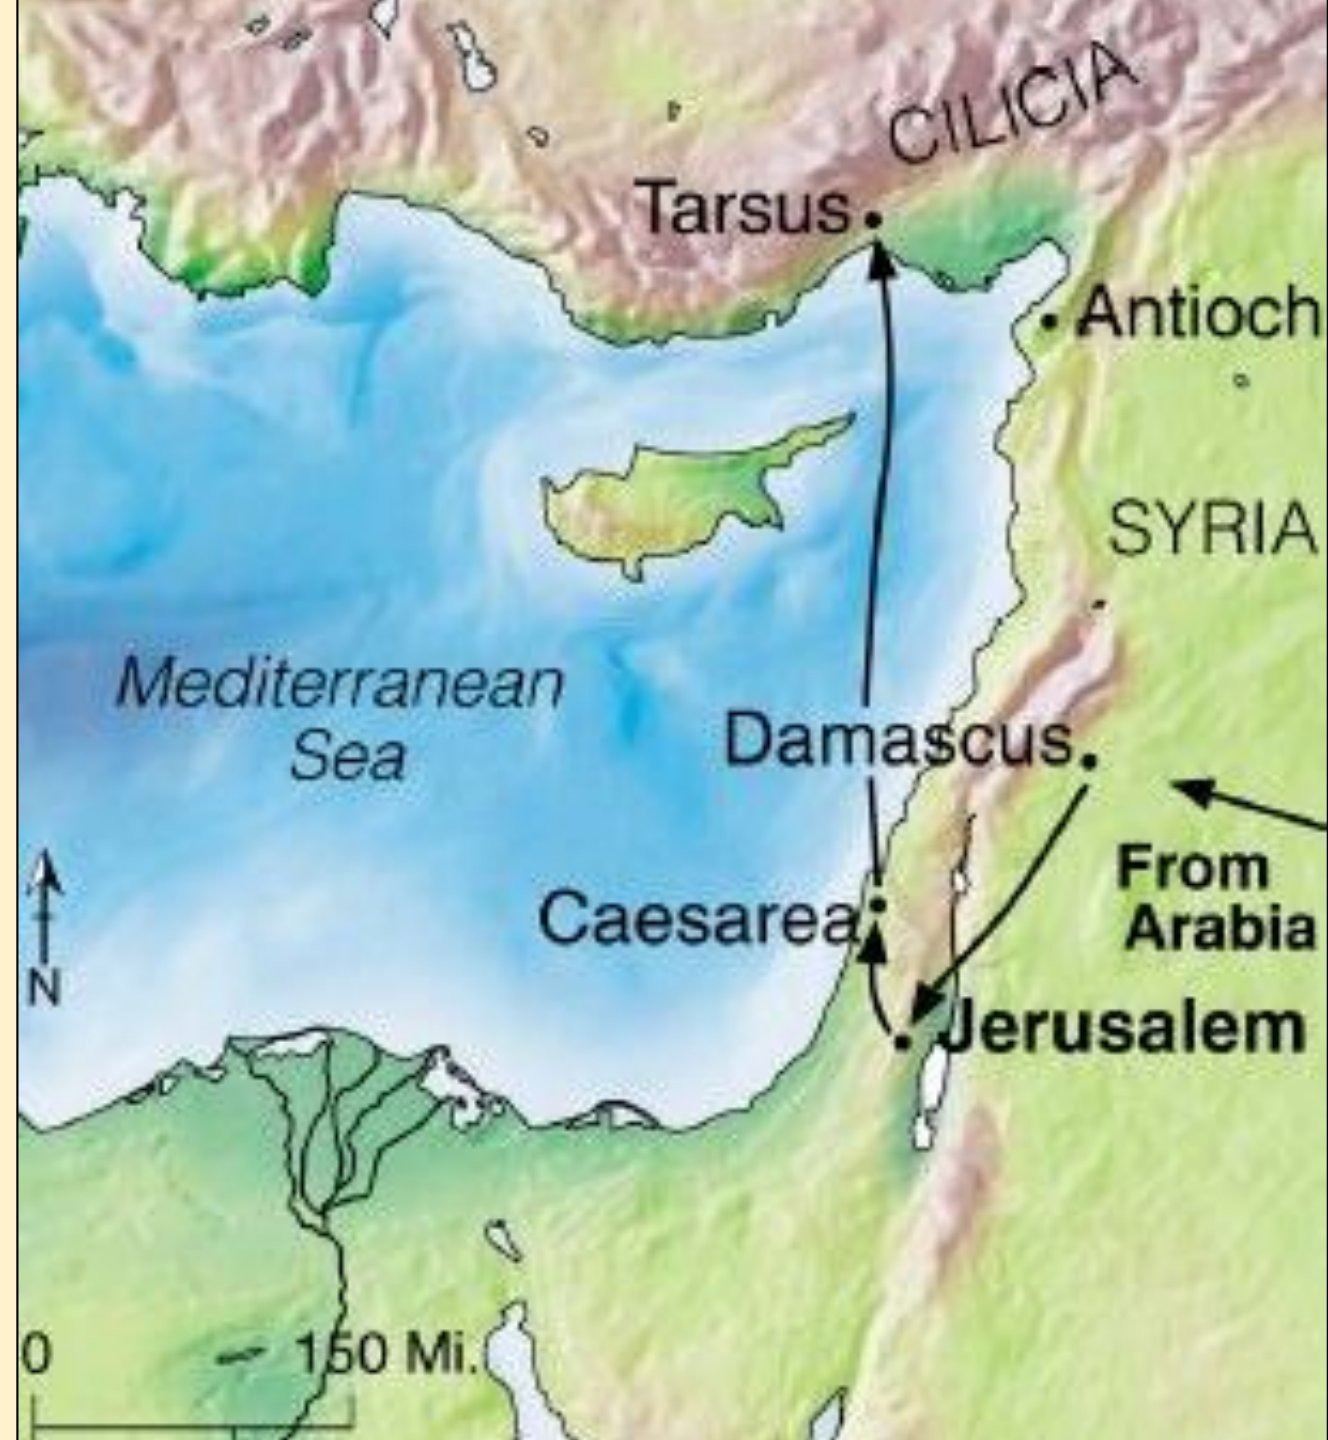 CILICIA
Tarsus
Antioch
SYRIA
Mediterranean
Sea
Damascus
From
Arabia
Caesarea
N
Jerusalem
0 150 Mi.